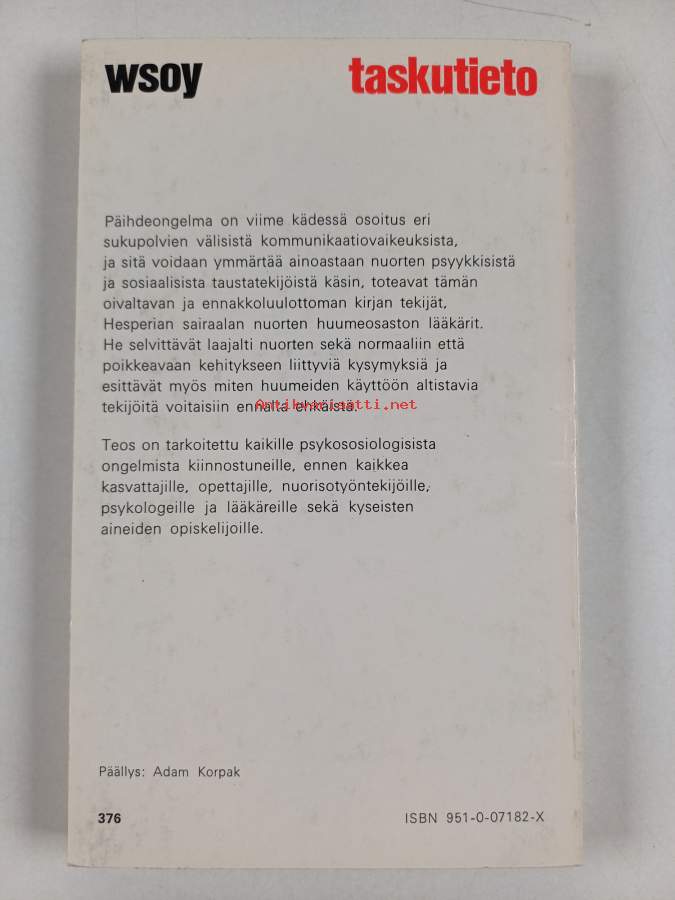 wsoy taskutieto
Päihdeongelma on viime kädessä osoitus eri
sukupolvien välisistä kommunikaatiovaikeuksista,
ja sitä voidaan ymmärtää ainoastaan nuorten psyykkisistä
ja sosiaalisista taustatekijöistä käsin, toteavat tämän
oivaltavan ja ennakkoluulottoman kirjan tekijät,
Hesperian sairaalan nuorten huumeosaston lääkärit.
He selvittävät laajalti nuorten sekä normaaliin että
poikkeavaan kehitykseen liittyviä kysymyksiä ja
esittävät myös miten huumeiden käyttöön altistavia
tekijöitä voitaisiin ennalta ehkäistä.
Antikvariaatti.net
Teos on tarkoitettu kaikille psykososiologisista
ongelmista kiinnostuneille, ennen kaikkea
kasvattajille, opettajille, nuorisotyöntekijöille,
psykologeille ja lääkäreille sekä kyseisten
aineiden opiskelijoille.
Päällys: Adam Korpak
376 ISBN 951-0-07182-X